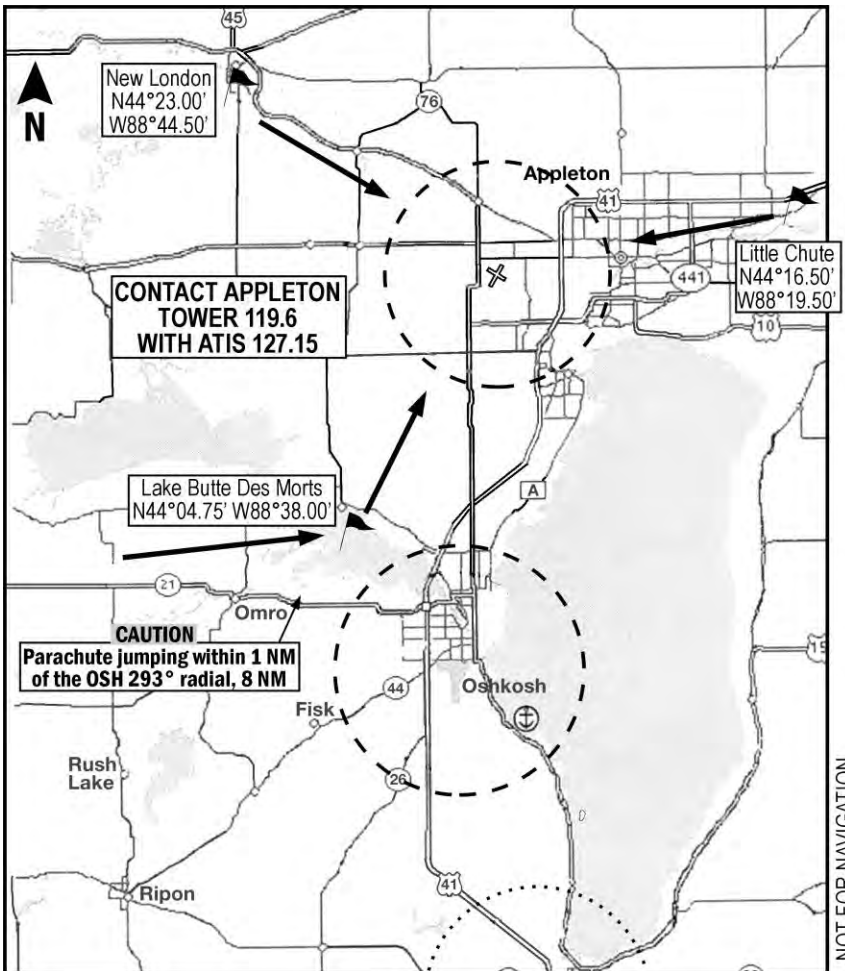 45
New London
N44°23.00'
W88°44.50'
N
76
Appleton
41
Little Chute
N44°16.50'
W88°19.50'
441
10
CONTACT APPLETON
TOWER 119.6
WITH ATIS 127.15
A
Lake Butte Des Morts
N44°04.75' W88°38.00'
21
Omro
CAUTION
Parachute jumping within 1 NM
of the OSH 293° radial, 8 NM
44
Oshkosh
Fisk
Rush
Lake
26
41
Ripon
NOT FOR NAVIGATION